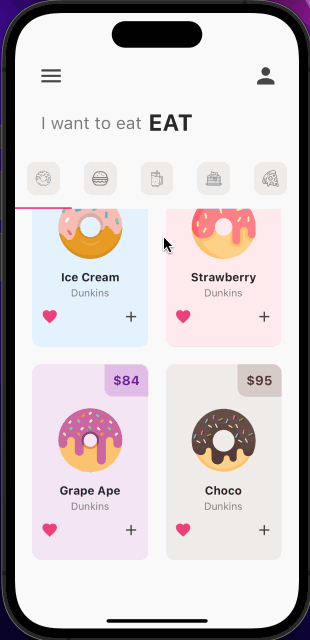 I want to eat EAT
Ice Cream
Dunkins
Strawberry
Dunkins
$84
Grape Ape
Dunkins
$95
Choco
Dunkins